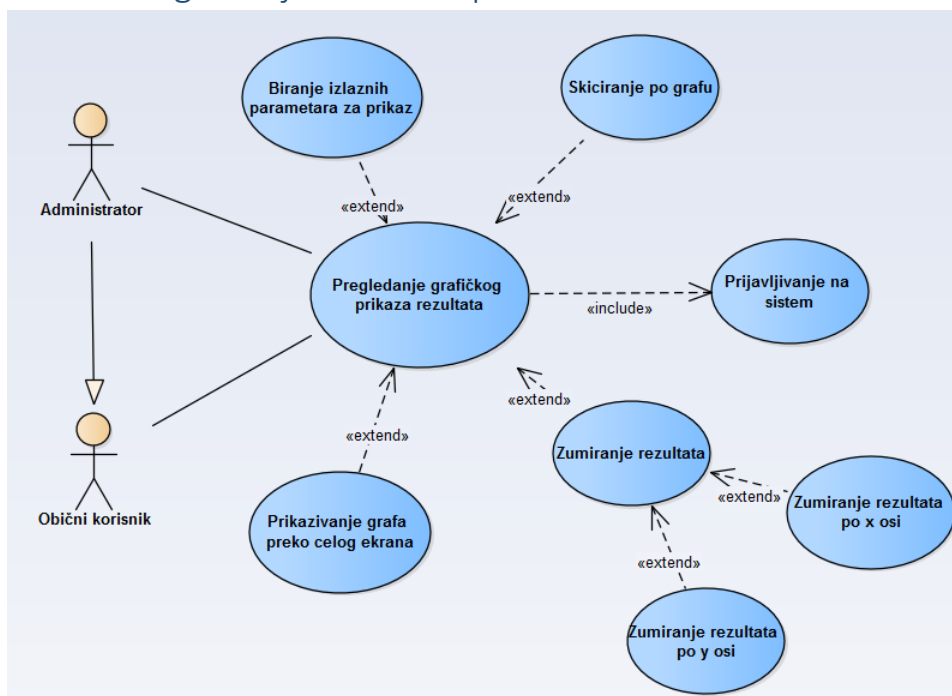 Biranje izlaznih
parametara za prikaz
Skiciranje po grafu
Administrator
«extend»
«extend»
Pregledanje grafičkog
prikaza rezultata
Prijavljivanje na
sistem
«include»
«extend»
«extend»
Zumiranje rezultata
Obični korisnik
Prikazivanje grafa
preko celog ekrana
«extend»
Zumiranje rezultata
po x osi
«extend»
Zumiranje rezultata
po y osi